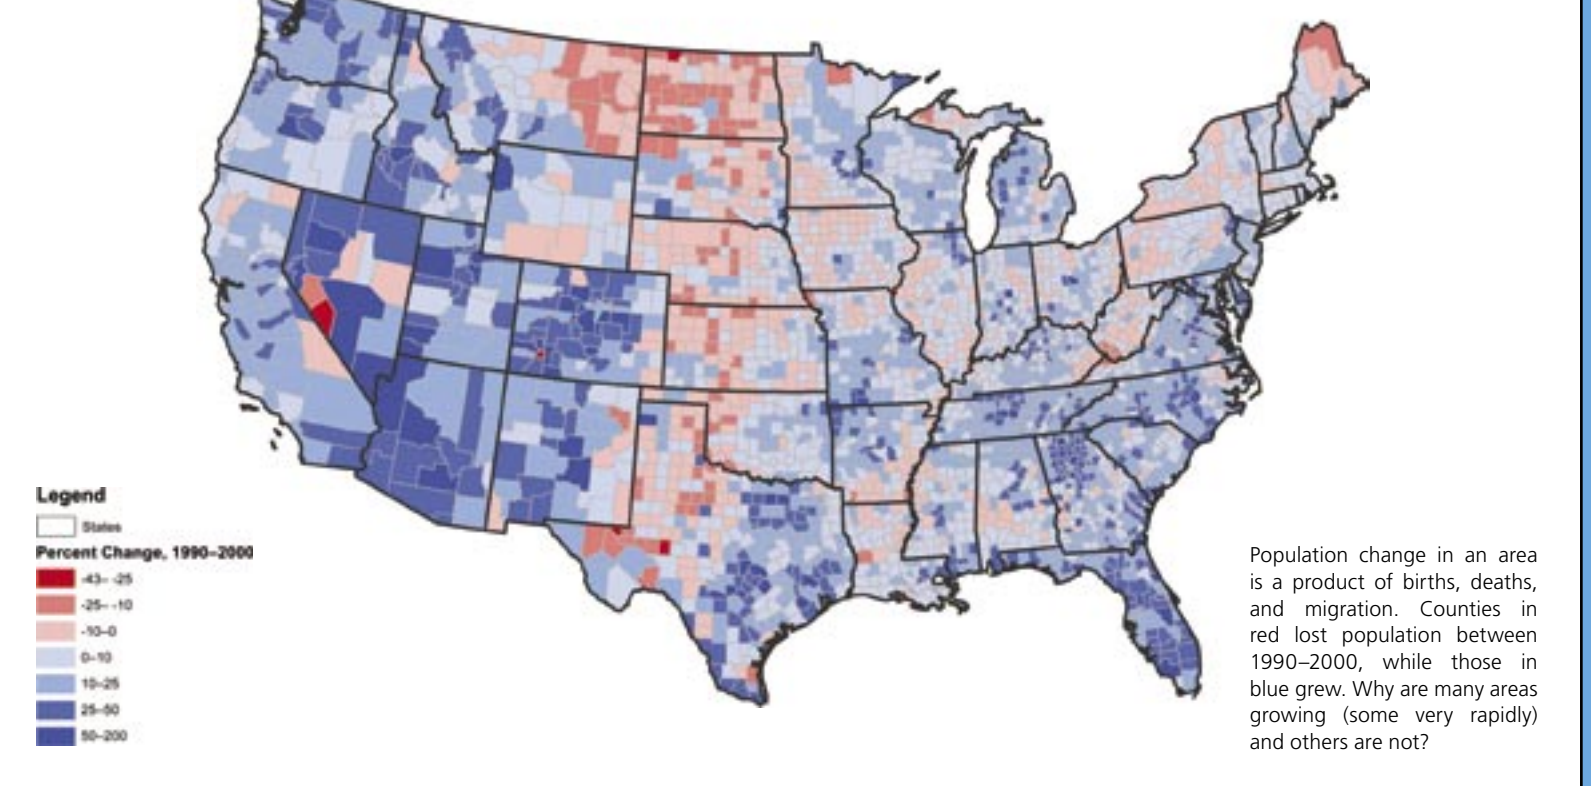 Legend
States
Percent Change, 1990–2000
-43– -25
-25– -10
-10–0
0–10
10–25
25–50
50–200
Population change in an area
is a product of births, deaths,
and migration. Counties in
red lost population between
1990–2000, while those in
blue grew. Why are many areas
growing (some very rapidly)
and others are not?